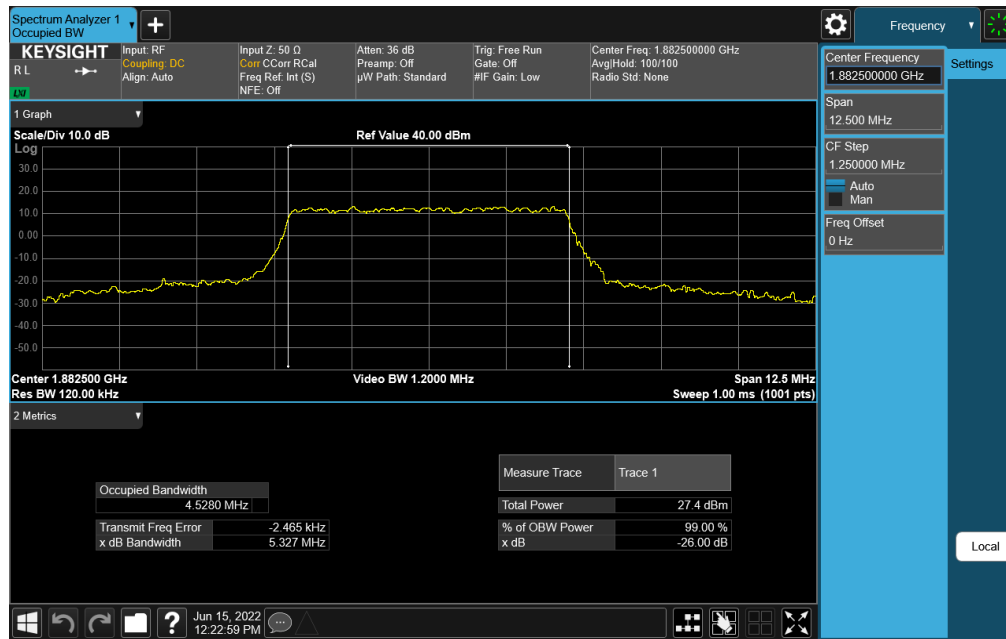 Spectrum Analyzer 1
Occupied BW
Frequency
KEYSIGHT
R L
LXI
Input: RF
Coupling: DC
Align: Auto
Input Z: 50 Ω
Corr CCorr RCal
Freq Ref: Int (S)
NFE: Off
Atten: 36 dB
Preamp: Off
µW Path: Standard
Trig: Free Run
Gate: Off
#IF Gain: Low
Center Freq: 1.882500000 GHz
Avg|Hold: 100/100
Radio Std: None
Center Frequency
1.882500000 GHz
Settings
Span
12.500 MHz
CF Step
1.250000 MHz
Auto
Man
Freq Offset
0 Hz
Local
1 Graph
Scale/Div 10.0 dB
Ref Value 40.00 dBm
Log
30.0
20.0
10.0
0.00
-10.0
-20.0
-30.0
-40.0
-50.0
Center 1.882500 GHz
Video BW 1.2000 MHz
Span 12.5 MHz
Res BW 120.00 kHz
Sweep 1.00 ms (1001 pts)
2 Metrics
Measure Trace
Trace 1
Occupied Bandwidth
4.5280 MHz
Total Power
27.4 dBm
Transmit Freq Error
-2.465 kHz
% of OBW Power
99.00 %
x dB Bandwidth
5.327 MHz
x dB
-26.00 dB
?
Jun 15, 2022
12:22:59 PM